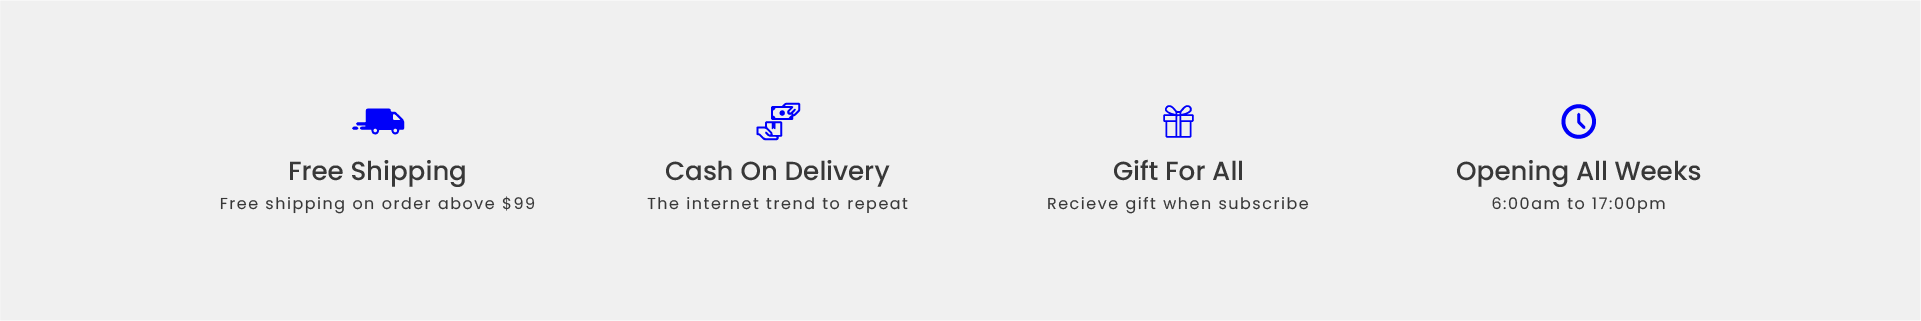 Free Shipping
Free shipping on order above $99
Cash On Delivery
The internet trend to repeat
Gift For All
Recieve gift when subscribe
Opening All Weeks
6:00am to 17:00pm